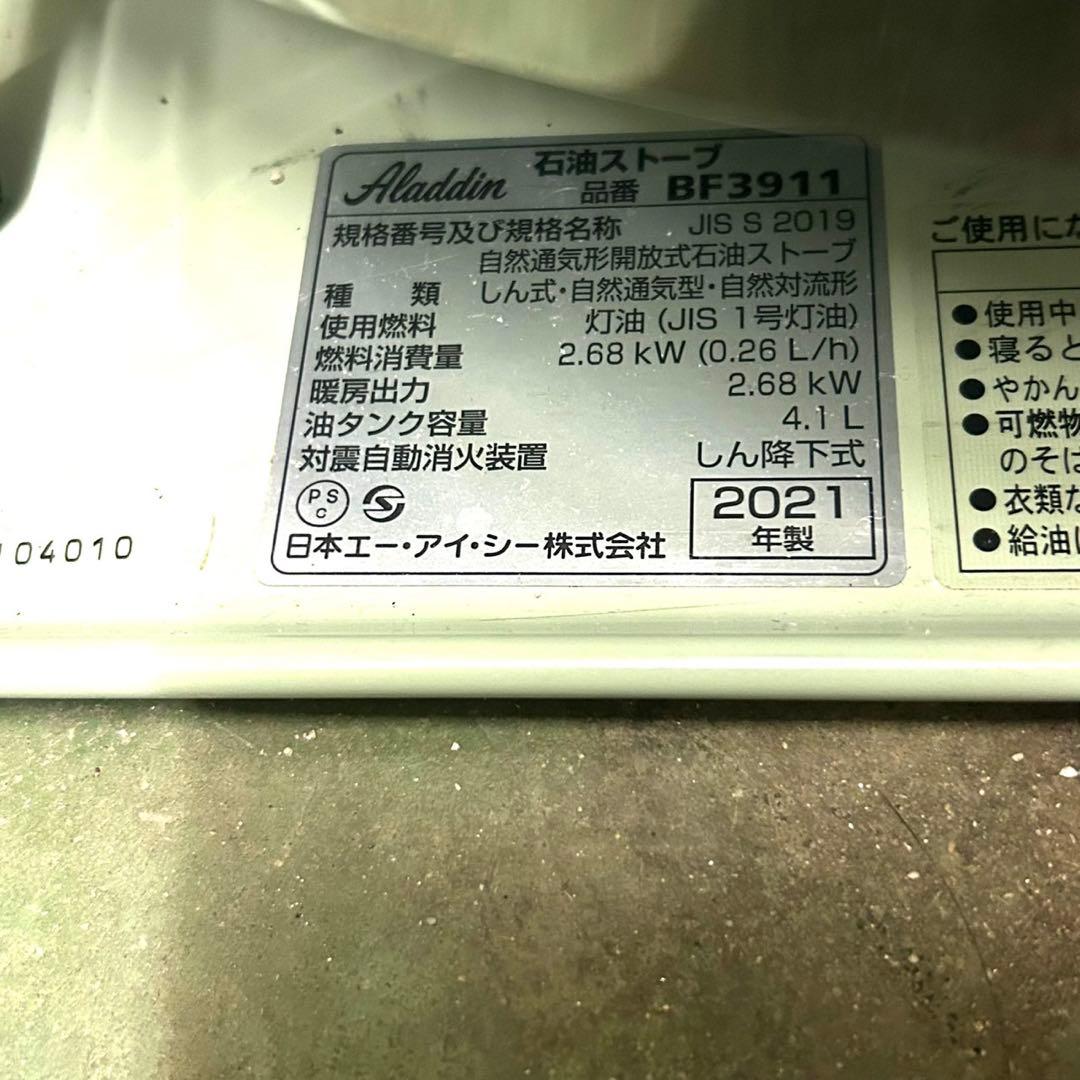 Aladdin 石油ストーブ
品番 BF3911
規格番号及び規格名称 JIS S 2019
自然通気形開放式石油ストーブ
種 類 しん式・自然通気型・自然対流形
使用燃料 灯油 (JIS 1号灯油)
燃料消費量 2.68 kW (0.26 L/h)
暖房出力 2.68 kW
油タンク容量 4.1 L
対震自動消火装置 しん降下式
PS C
2021
年製
日本エー・アイ・シー株式会社
04010
ご使用にな
●使用中
●寝ると
●やかん
●可燃物
のそば
●衣類な
●給油